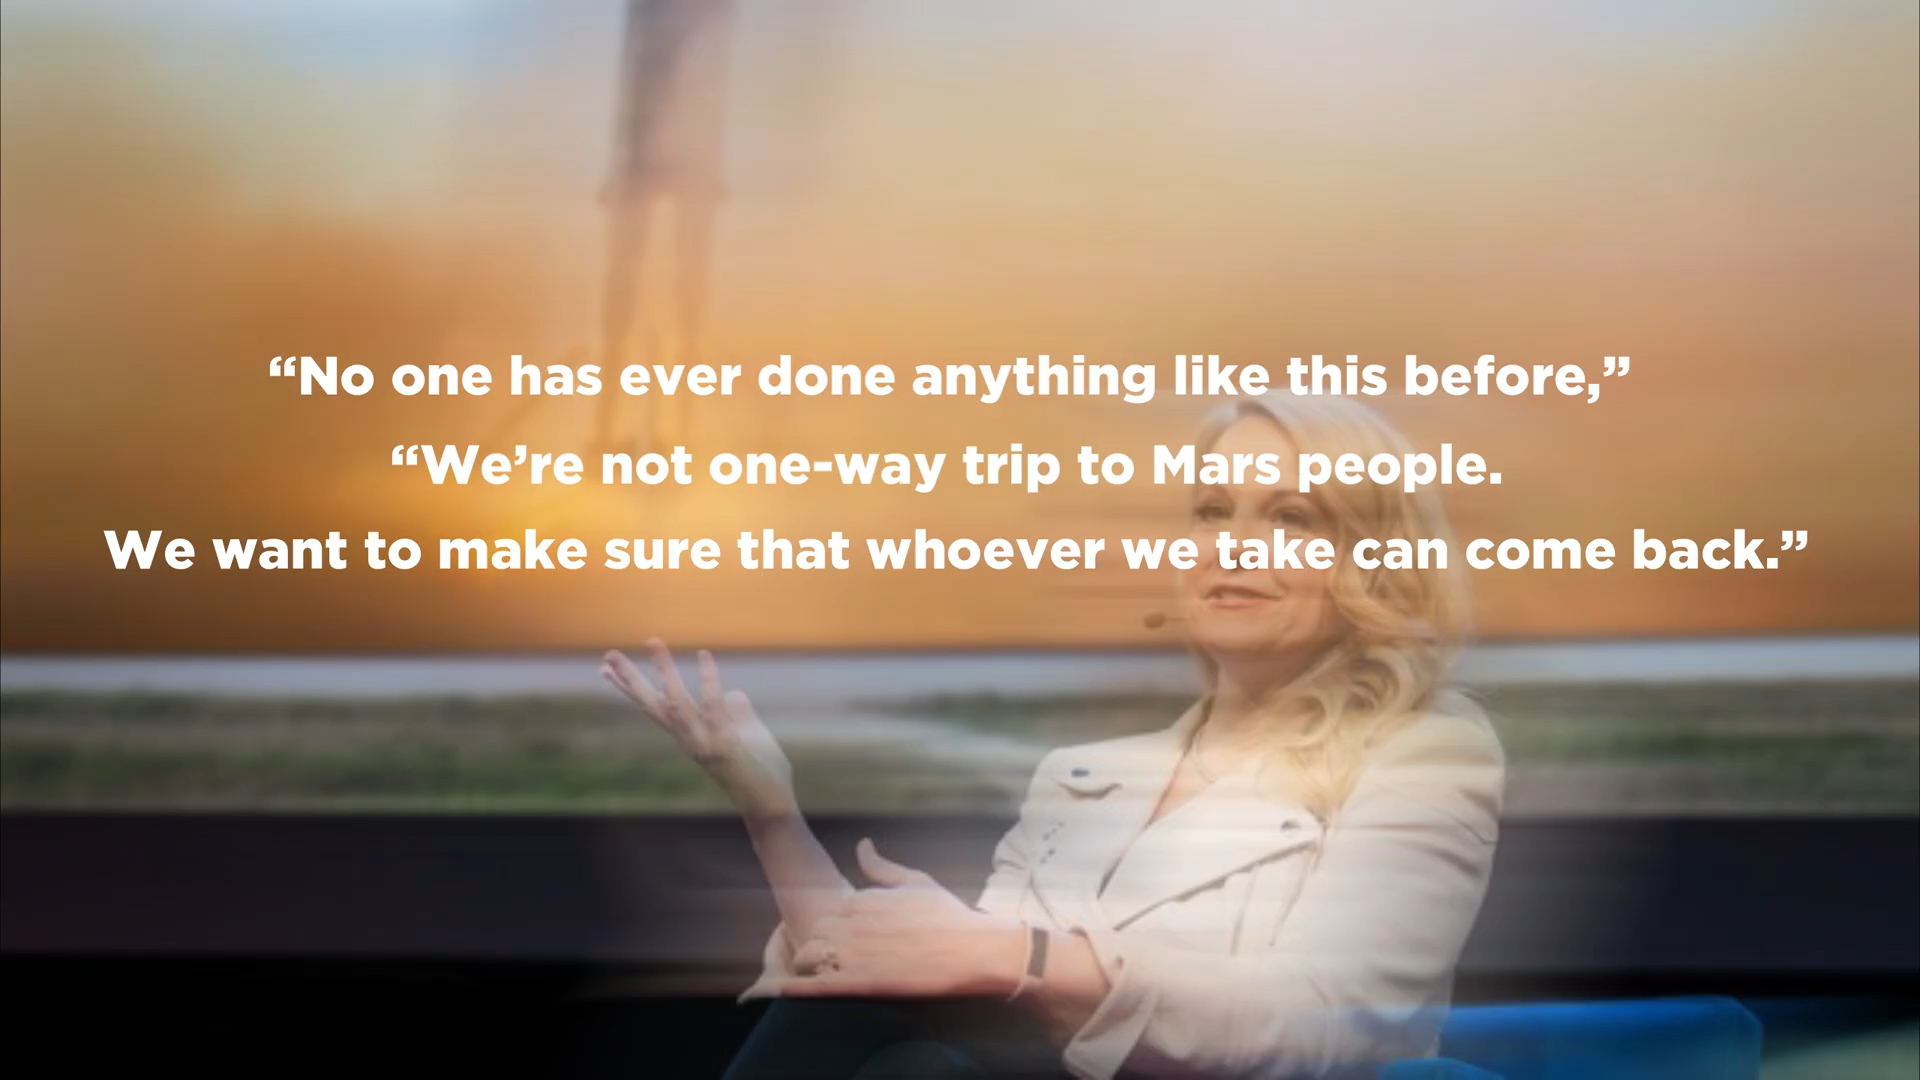 “No one has ever done anything like this before,”
“We’re not one-way trip to Mars people.
We want to make sure that whoever we take can come back.”